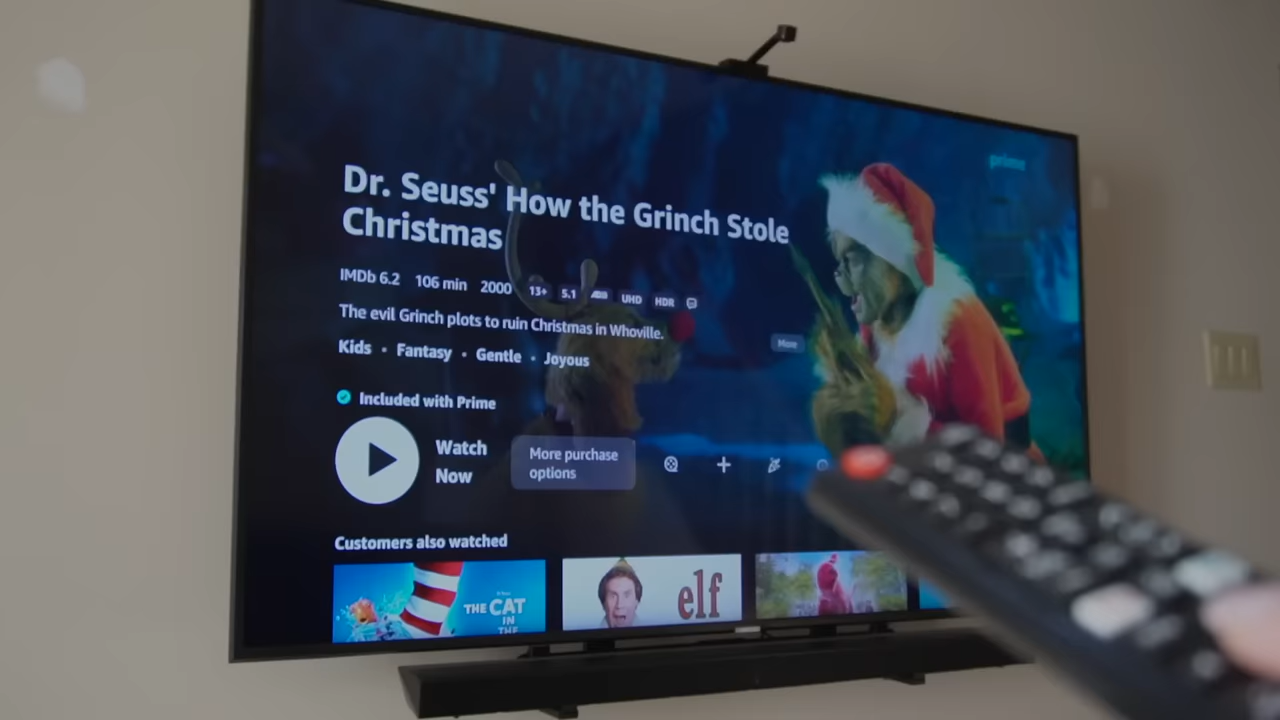 prime
Dr. Seuss' How the Grinch Stole
Christmas
IMDb 6.2 106 min 2000 13+ 5.1 UHD HDR
The evil Grinch plots to ruin Christmas in Whoville.
More
Kids • Fantasy • Gentle • Joyous
Included with Prime
Watch
Now
More purchase
options
Customers also watched
THE CAT
IN
THE
elf